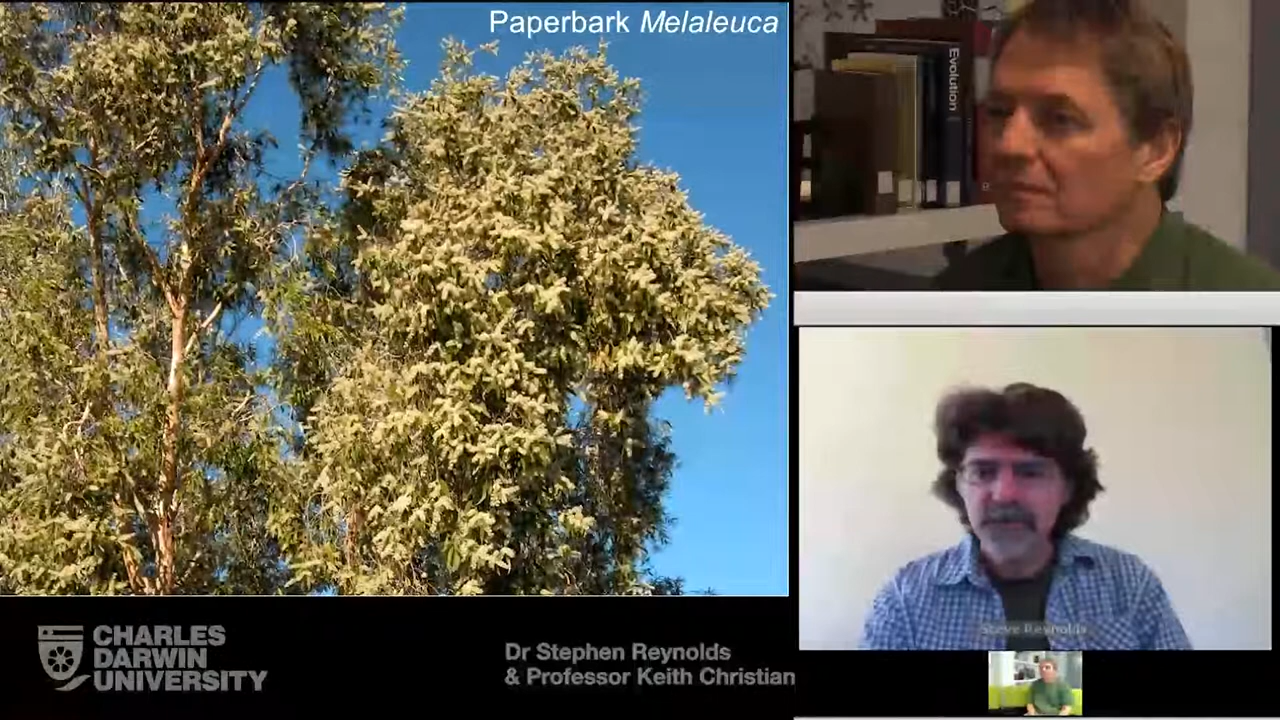 Paperbark Melaleuca
Evolution
Steve Reynolds
CHARLES
DARWIN
UNIVERSITY
Dr Stephen Reynolds
& Professor Keith Christian